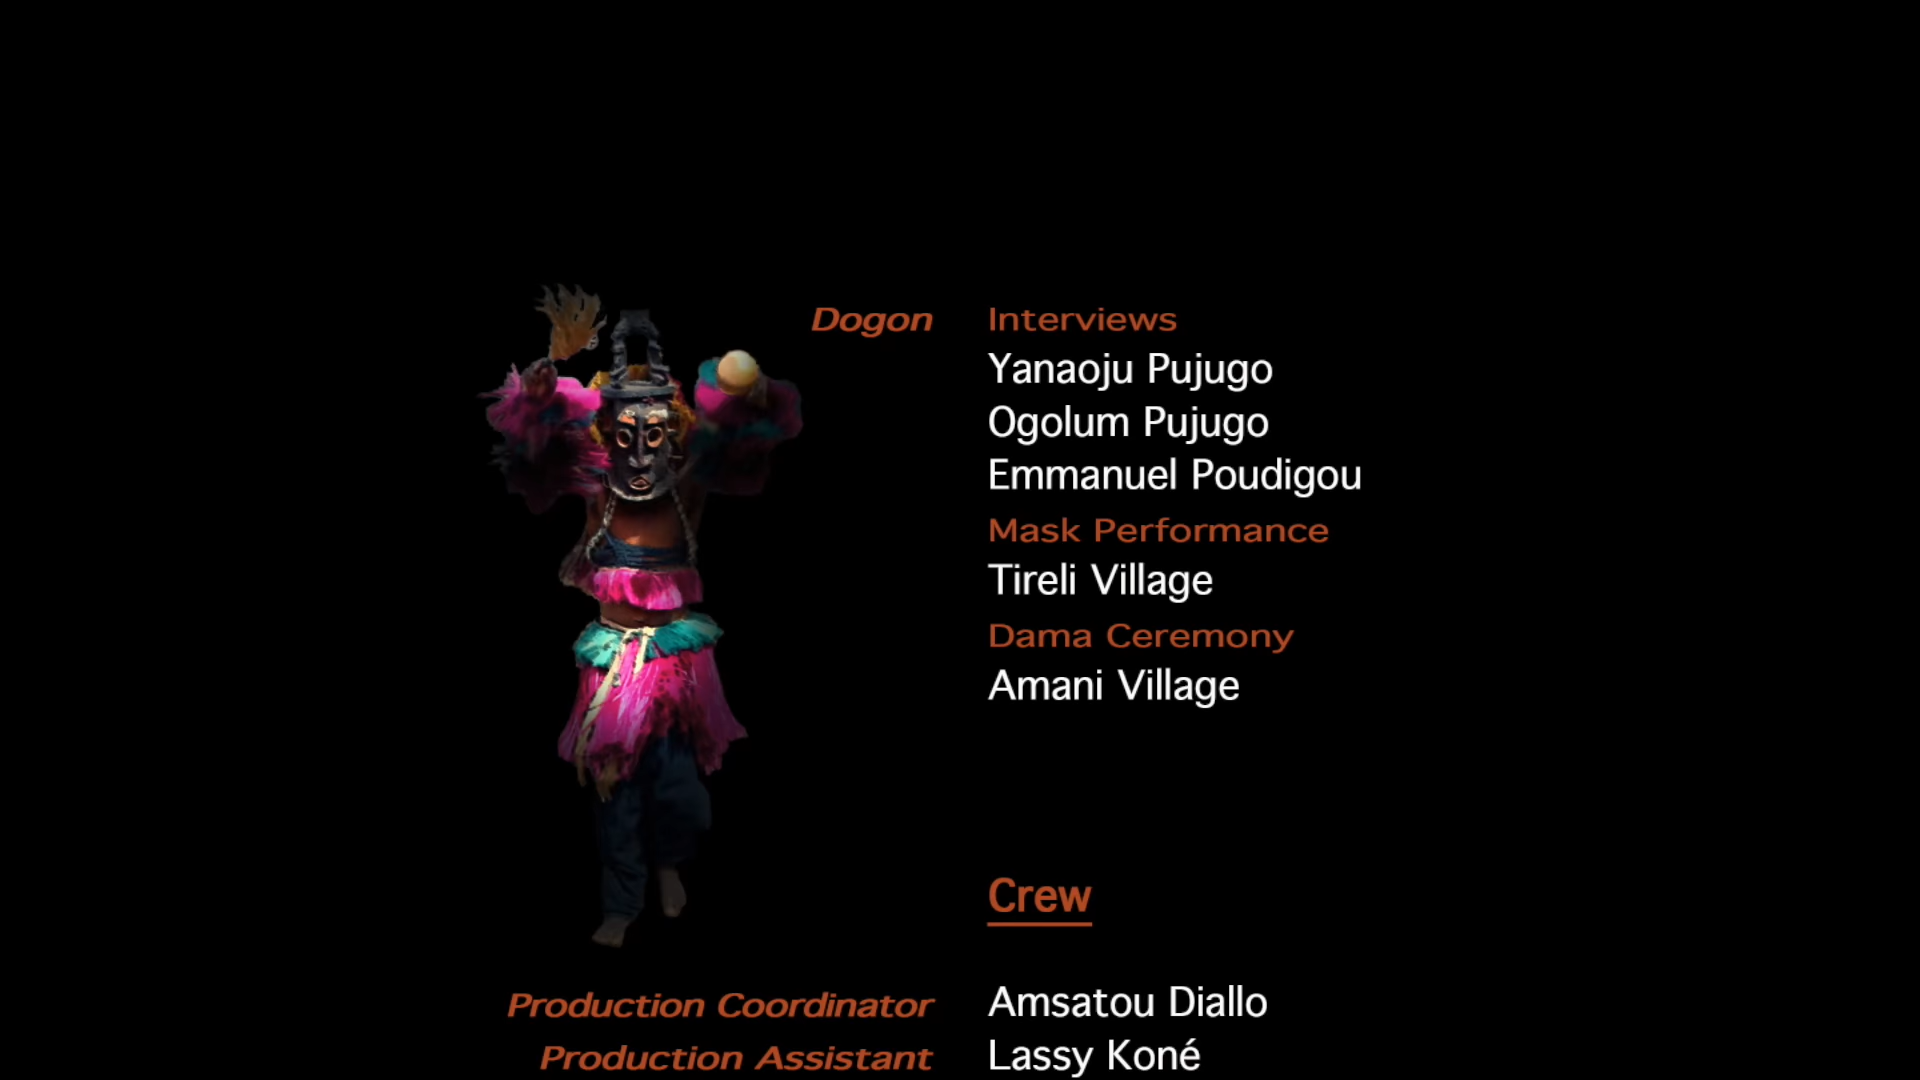 Dogon Interviews
Yanaoju Pujugo
Ogolum Pujugo
Emmanuel Poudigou
Mask Performance
Tireli Village
Dama Ceremony
Amani Village
Crew
Production Coordinator Amsatou Diallo
Production Assistant Lassy Koné